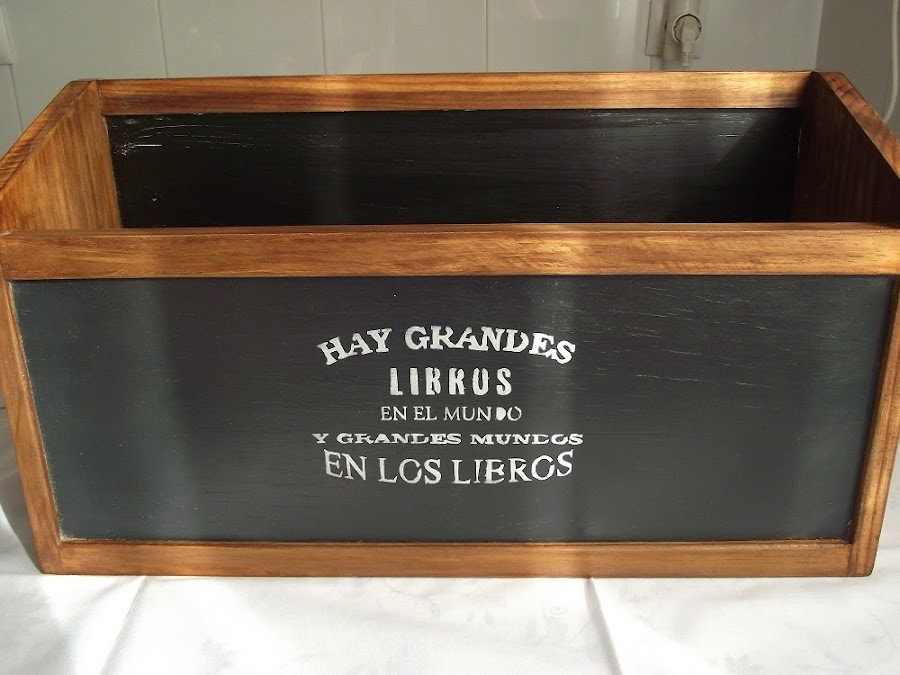 HAY GRANDES
LIBROS
EN EL MUNDO
Y GRANDES MUNDOS
EN LOS LIBROS